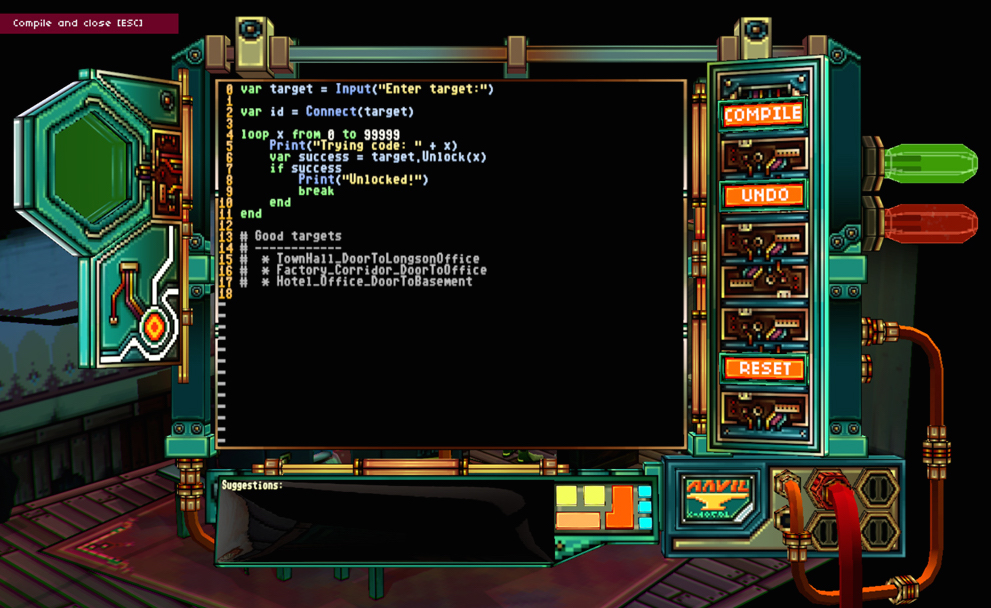 Compile and close [ESC]
0 var target = Input("Enter target:")
1
2 var id = Connect(target)
3
4 loop x from 0 to 99999
5 Print("Trying code: " + x)
6 var success = target.Unlock(x)
7 if success
8 Print("Unlocked!")
9 break
10 end
11 end
12
13 # Good targets
14 # ------------
15 # * TownHall_DoorToLongsonOffice
16 # * Factory_Corridor_DoorToOffice
17 # * Hotel_Office_DoorToBasement
18
COMPILE
UNDO
RESET
Suggestions:
ANVIL